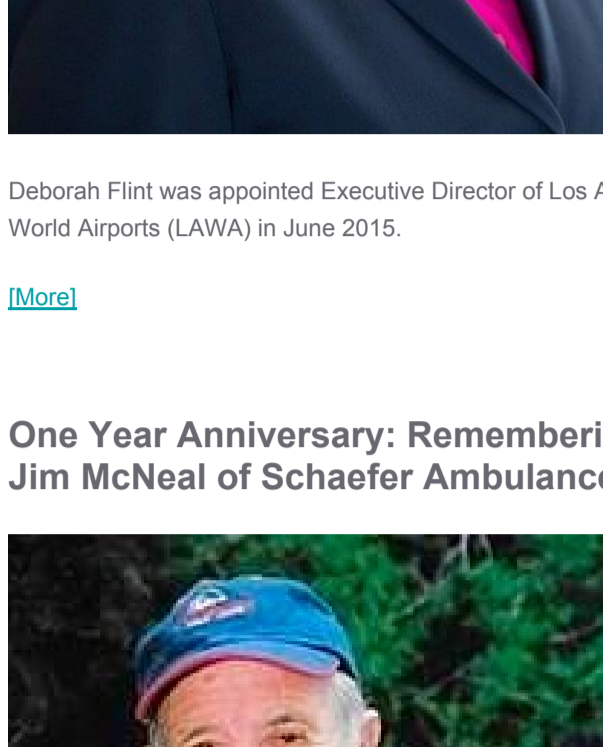 Deborah Flint was appointed Executive Director of Los A
World Airports (LAWA) in June 2015.
[More]
One Year Anniversary: Rememberi
Jim McNeal of Schaefer Ambulance